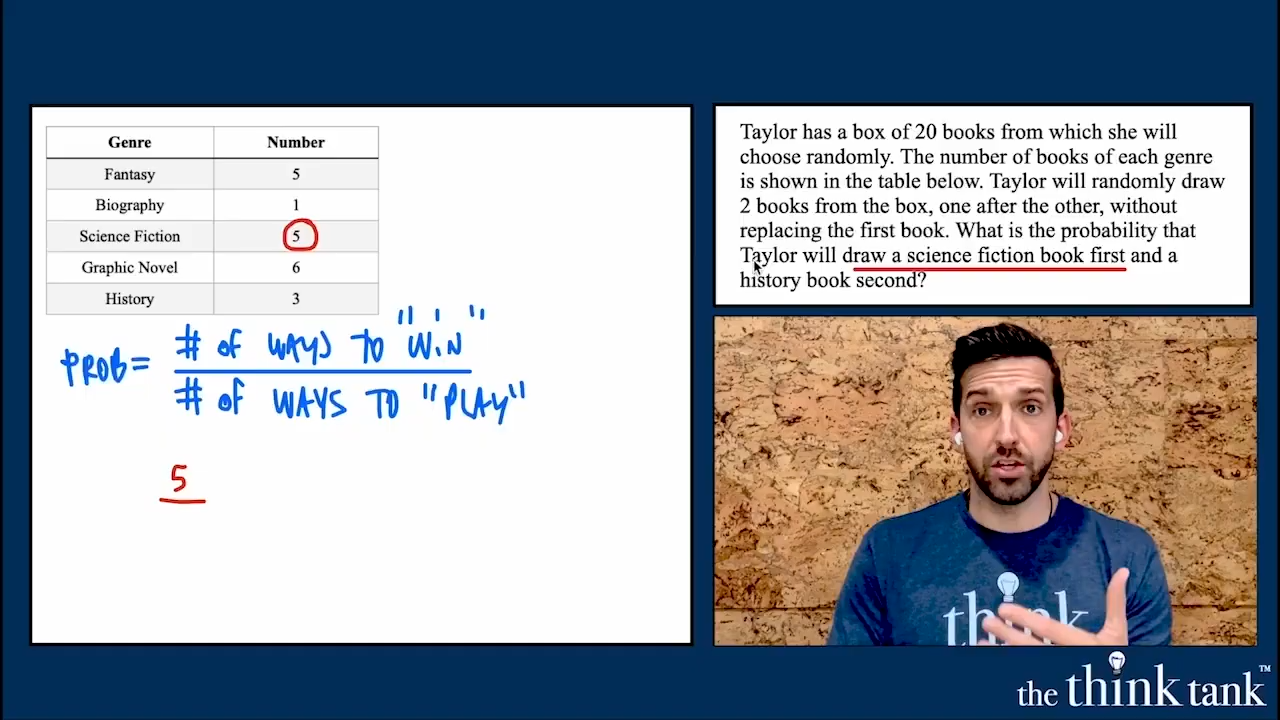 Genre Number
Fantasy 5
Biography 1
Science Fiction 5
Graphic Novel 6
History 3
PROB = # of WAYS TO "WiN"
# of WAYS TO "PLAY"
5
Taylor has a box of 20 books from which she will
choose randomly. The number of books of each genre
is shown in the table below. Taylor will randomly draw
2 books from the box, one after the other, without
replacing the first book. What is the probability that
Taylor will draw a science fiction book first and a
history book second?
think
the think tank™